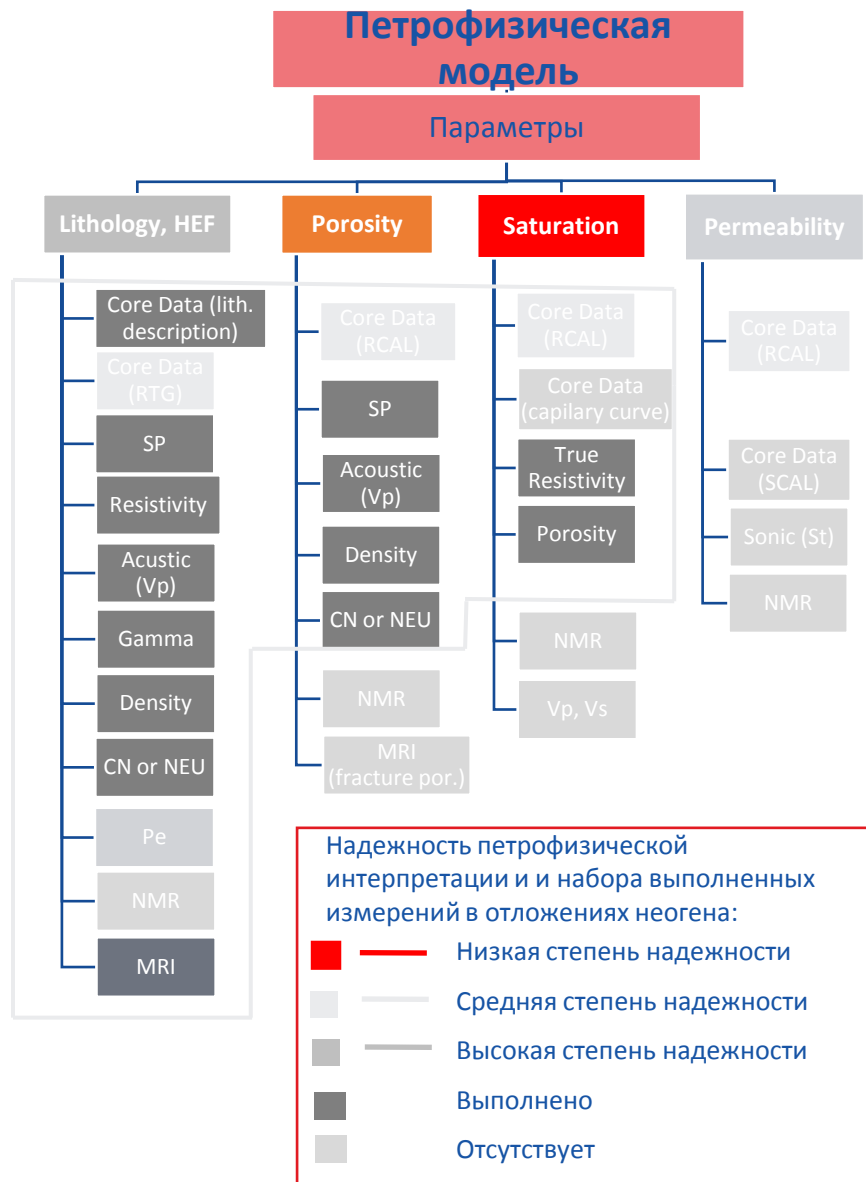 Петрофизическая
модель
Параметры
Lithology, HEF
Core Data (lith.
description)
Core Data
(RTG)
SP
Resistivity
Acustic
(Vp)
Gamma
Density
CN or NEU
Pe
NMR
MRI
Porosity
Core Data
(RCAL)
SP
Acoustic
(Vp)
Density
CN or NEU
NMR
MRI
(fracture por.)
Saturation
Core Data
(RCAL)
Core Data
(capilary curve)
True
Resistivity
Porosity
NMR
Vp, Vs
Permeability
Core Data
(RCAL)
Core Data
(SCAL)
Sonic (St)
NMR
Надежность петрофизической
интерпретации и и набора выполненных
измерений в отложениях неогена:
Низкая степень надежности
Средняя степень надежности
Высокая степень надежности
Выполнено
Отсутствует